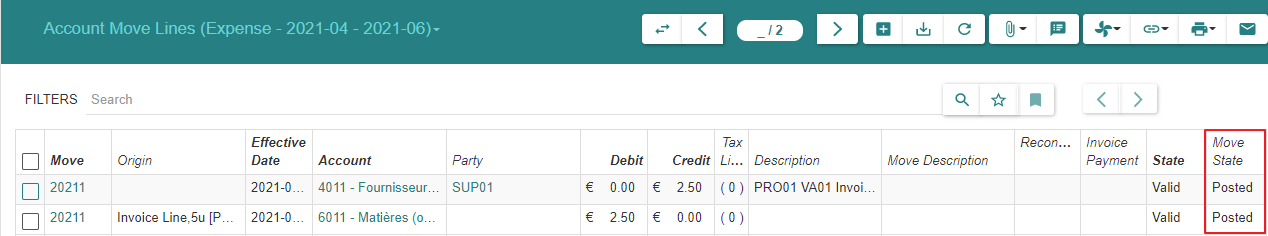 Account Move Lines (Expense - 2021-04 - 2021-06)
_ / 2
FILTERS Search
Move Origin Effective Date Account Party Debit Credit Tax Li... Description Move Description Recon... Invoice Payment State Move State
20211 2021-0... 4011 - Fournisseur... SUP01 € 0.00 € 2.50 ( 0 ) PRO01 VA01 Invoi... Valid Posted
20211 Invoice Line,5u [P... 2021-0... 6011 - Matières (o... € 2.50 € 0.00 ( 0 ) Valid Posted